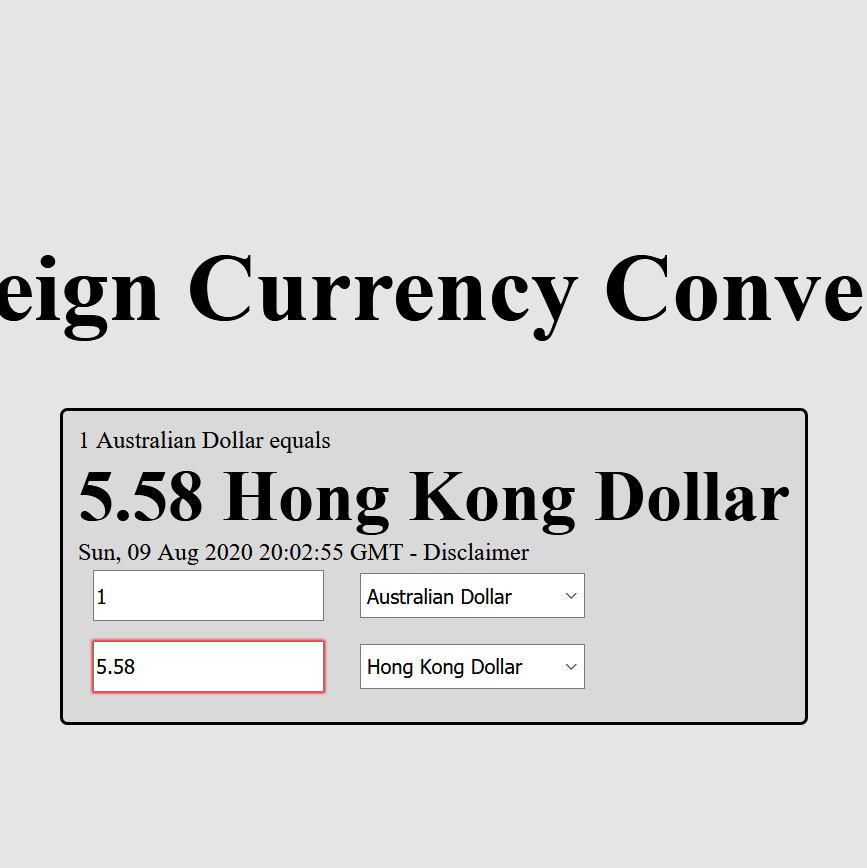 eign Currency Conve
1 Australian Dollar equals
5.58 Hong Kong Dollar
Sun, 09 Aug 2020 20:02:55 GMT - Disclaimer
1 Australian Dollar
5.58 Hong Kong Dollar